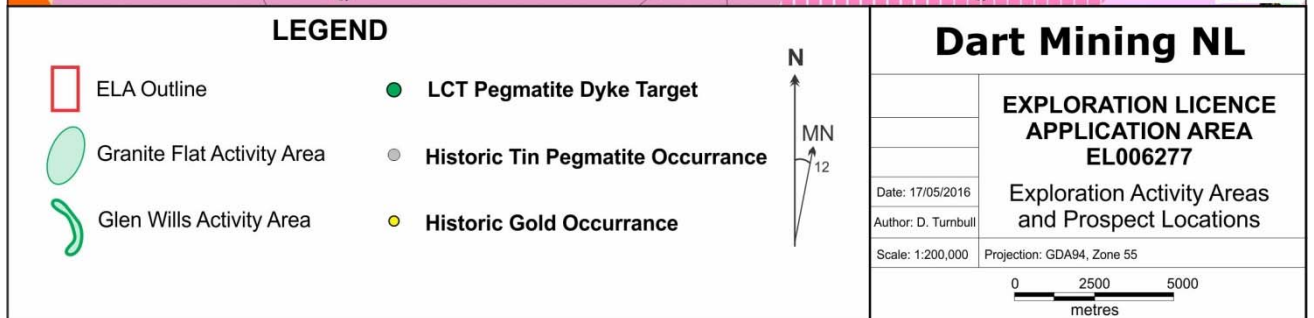 LEGEND
ELA Outline
Granite Flat Activity Area
Glen Wills Activity Area
LCT Pegmatite Dyke Target
Historic Tin Pegmatite Occurrance
Historic Gold Occurrance
N
MN
12
Dart Mining NL
EXPLORATION LICENCE
APPLICATION AREA
EL006277
Exploration Activity Areas
and Prospect Locations
Date: 17/05/2016
Author: D. Turnbull
Scale: 1:200,000
Projection: GDA94, Zone 55
0 2500 5000
metres